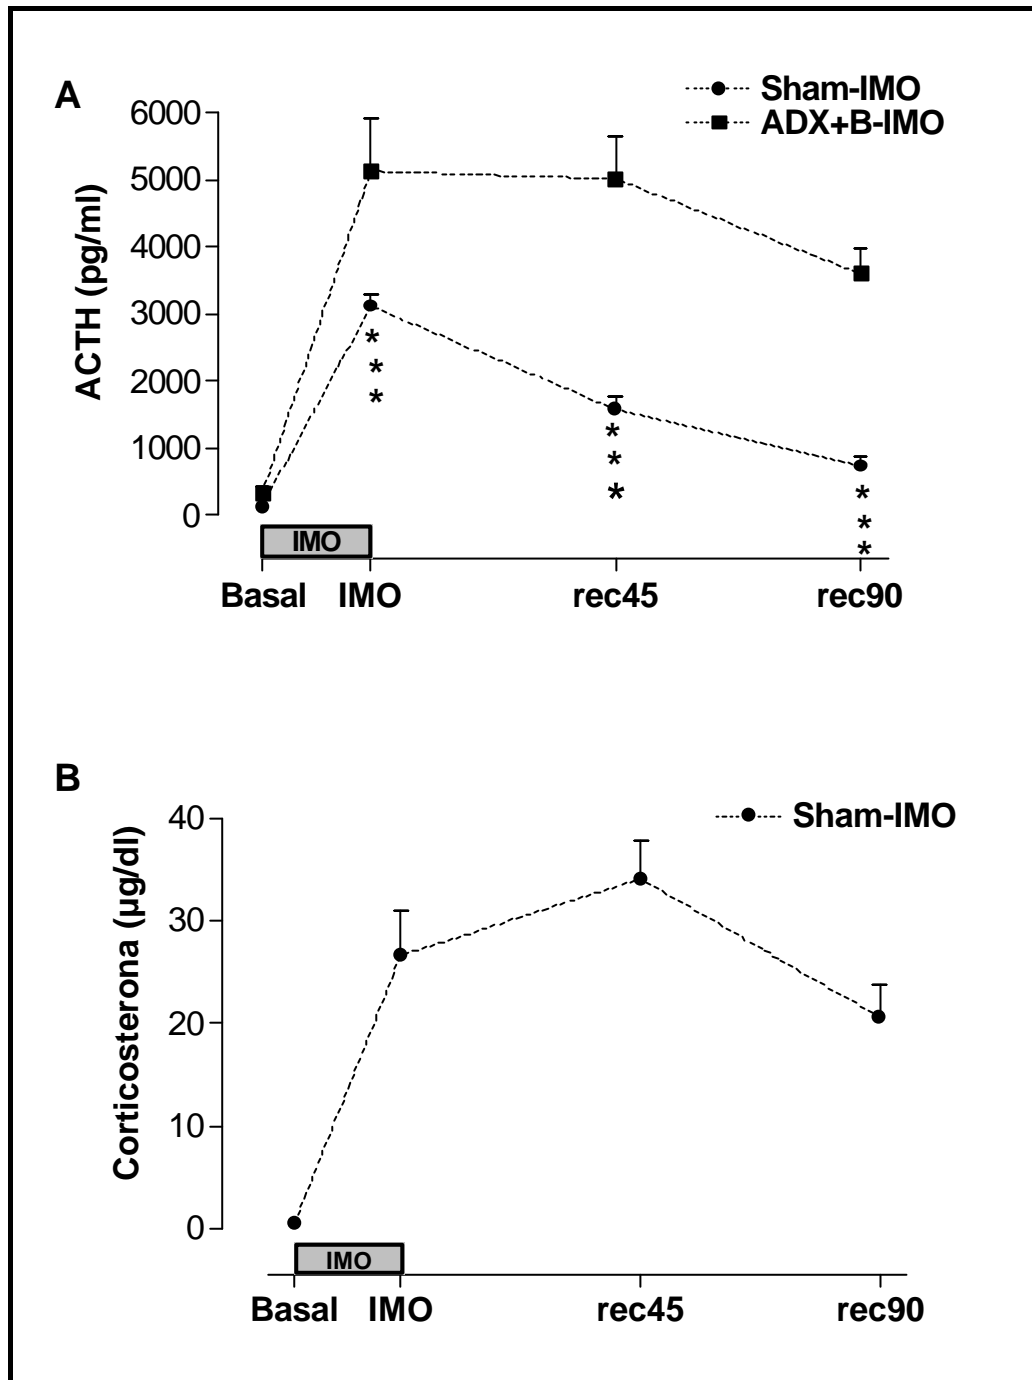 A
Sham-IMO
ADX+B-IMO
ACTH (pg/ml)
6000
5000
4000
3000
2000
1000
0
*
*
*
*
*
*
*
*
*
IMO
Basal IMO rec45 rec90
B
Sham-IMO
Corticosterona (µg/dl)
40
30
20
10
0
IMO
Basal IMO rec45 rec90